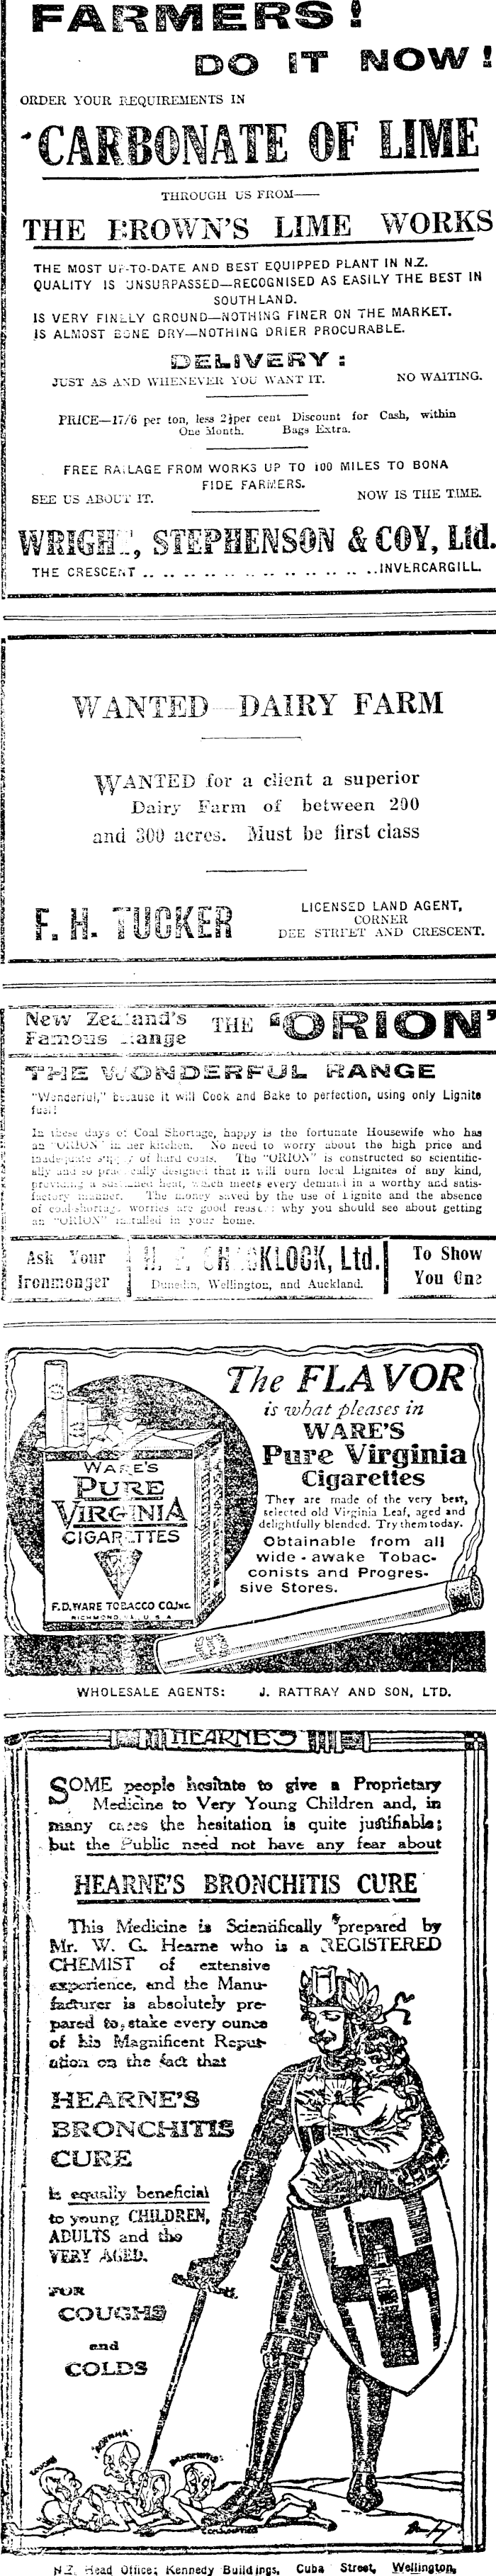 FARMERS!
DO IT NOW!
ORDER YOUR REQUIREMENTS IN
CARBONATE OF LIME
THROUGH US FROM—
THE BROWN'S LIME WORKS
THE MOST UP-TO-DATE AND BEST EQUIPPED PLANT IN N.Z.
QUALITY IS UNSURPASSED—RECOGNISED AS EASILY THE BEST IN
SOUTHLAND.
IS VERY FINELY GROUND—NOTHING FINER ON THE MARKET.
IS ALMOST BONE DRY—NOTHING DRIER PROCURABLE.
DELIVERY:
JUST AS AND WHENEVER YOU WANT IT. NO WAITING.
PRICE—17/6 per ton, less 2½per cent Discount for Cash, within
One Month. Bags Extra.
FREE RAILAGE FROM WORKS UP TO 100 MILES TO BONA
FIDE FARMERS.
SEE US ABOUT IT. NOW IS THE TIME.
WRIGHT, STEPHENSON & COY, Ltd.
THE CRESCENT .. .. .. .. .. .. .. .. .. .. .. .. ..INVERCARGILL.
WANTED—DAIRY FARM
WANTED for a client a superior
Dairy Farm of between 200
and 300 acres. Must be first class
F. H. TUCKER
LICENSED LAND AGENT,
CORNER
DEE STREET AND CRESCENT.
New Zealand's
Famous Range
THE 'ORION'
THE WONDERFUL RANGE
"Wonderful," because it will Cook and Bake to perfection, using only Lignite
fuel!
In these days of Coal Shortage, happy is the fortunate Housewife who has
an "ORION" in her kitchen. No need to worry about the high price and
inadequate supply of hard coals. The "ORION" is constructed so scientific-
ally and so practically designed that it will burn local Lignites of any kind,
providing a sustained heat, which meets every demand in a worthy and satis-
factory manner. The money saved by the use of Lignite and the absence
of coal-shortage worries are good reasons why you should see about getting
an "ORION" installed in your home.
Ask Your
Ironmonger
H. E. SHACKLOCK, Ltd.
Dunedin, Wellington, and Auckland.
To Show
You One
The FLAVOR
is what pleases in
WARE'S
Pure Virginia
Cigarettes
They are made of the very best,
selected old Virginia Leaf, aged and
delightfully blended. Try them today.
Obtainable from all
wide-awake Tobac-
conists and Progres-
sive Stores.
WARE'S
PURE
VIRGINIA
CIGARETTES
F.D. WARE TOBACCO CO. INC.
RICHMOND, VA., U.S.A
WHOLESALE AGENTS: J. RATTRAY AND SON, LTD.
HEARNE'S
SOME people hesitate to give a Proprietary
Medicine to Very Young Children and, in
many cases the hesitation is quite justifiable;
but the Public need not have any fear about
HEARNE'S BRONCHITIS CURE
This Medicine is Scientifically prepared by
Mr. W. G. Hearne who is a REGISTERED
CHEMIST of extensive
experience, and the Manu-
facturer is absolutely pre-
pared to stake every ounce
of his Magnificent Reput-
ation on the fact that
HEARNE'S
BRONCHITIS
CURE
is equally beneficial
to young CHILDREN,
ADULTS and the
VERY AGED.
FOR
COUGHS
and
COLDS
ASTHMA
BRONCHITIS
N.Z. Head Office; Kennedy Buildings, Cuba Street, Wellington,